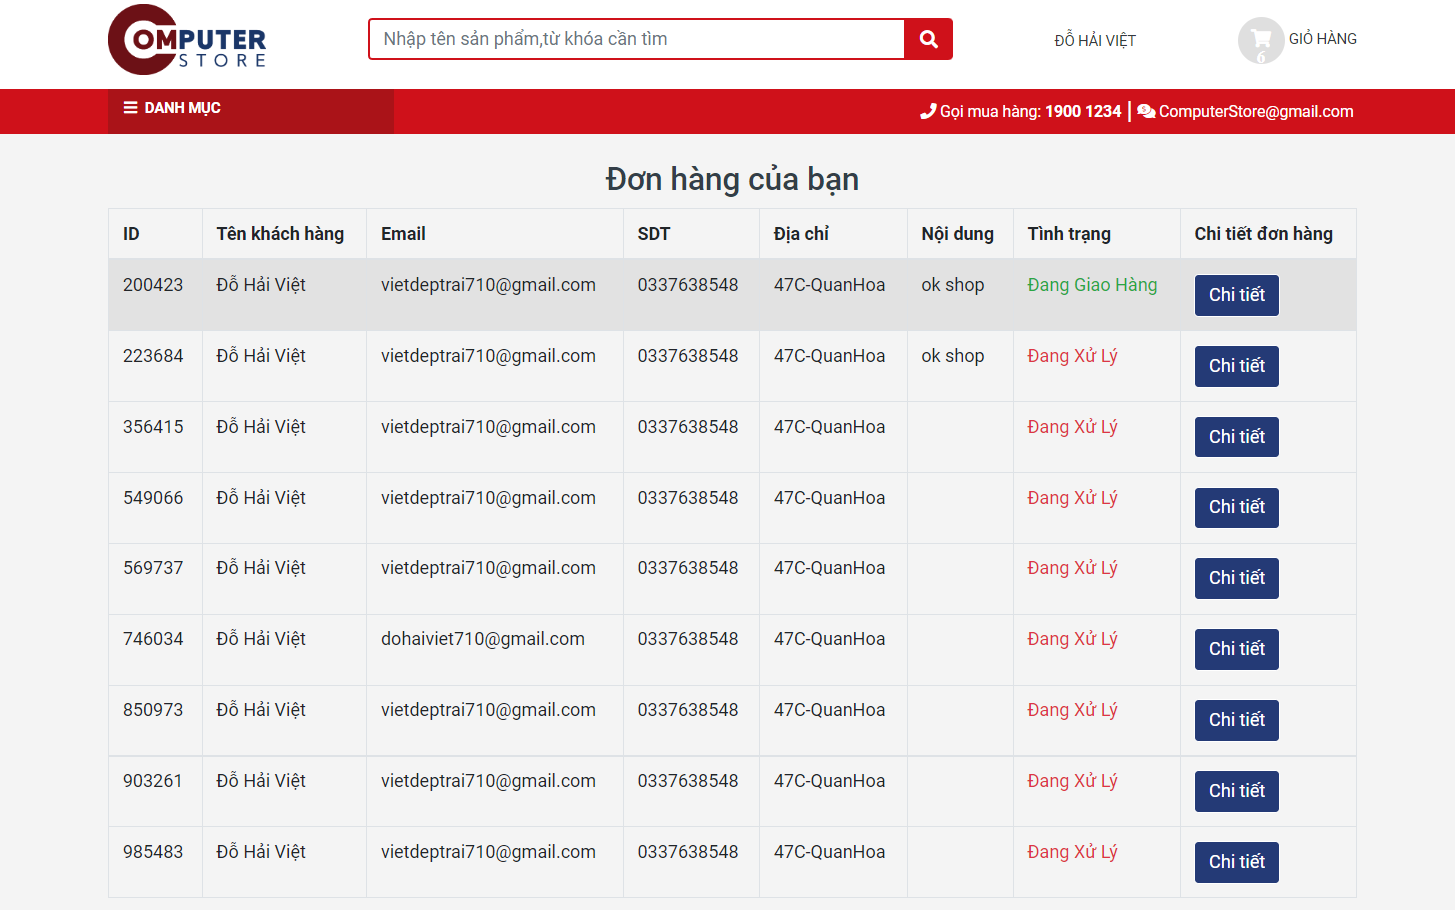 COMPUTER
STORE
Nhập tên sản phẩm,từ khóa cần tìm
ĐỖ HẢI VIỆT
6
GIỎ HÀNG
DANH MỤC
Gọi mua hàng: 1900 1234 | ComputerStore@gmail.com
Đơn hàng của bạn
ID Tên khách hàng Email SDT Địa chỉ Nội dung Tình trạng Chi tiết đơn hàng
200423 Đỗ Hải Việt vietdeptrai710@gmail.com 0337638548 47C-QuanHoa ok shop Đang Giao Hàng Chi tiết
223684 Đỗ Hải Việt vietdeptrai710@gmail.com 0337638548 47C-QuanHoa ok shop Đang Xử Lý Chi tiết
356415 Đỗ Hải Việt vietdeptrai710@gmail.com 0337638548 47C-QuanHoa Đang Xử Lý Chi tiết
549066 Đỗ Hải Việt vietdeptrai710@gmail.com 0337638548 47C-QuanHoa Đang Xử Lý Chi tiết
569737 Đỗ Hải Việt vietdeptrai710@gmail.com 0337638548 47C-QuanHoa Đang Xử Lý Chi tiết
746034 Đỗ Hải Việt dohaiviet710@gmail.com 0337638548 47C-QuanHoa Đang Xử Lý Chi tiết
850973 Đỗ Hải Việt vietdeptrai710@gmail.com 0337638548 47C-QuanHoa Đang Xử Lý Chi tiết
903261 Đỗ Hải Việt vietdeptrai710@gmail.com 0337638548 47C-QuanHoa Đang Xử Lý Chi tiết
985483 Đỗ Hải Việt vietdeptrai710@gmail.com 0337638548 47C-QuanHoa Đang Xử Lý Chi tiết